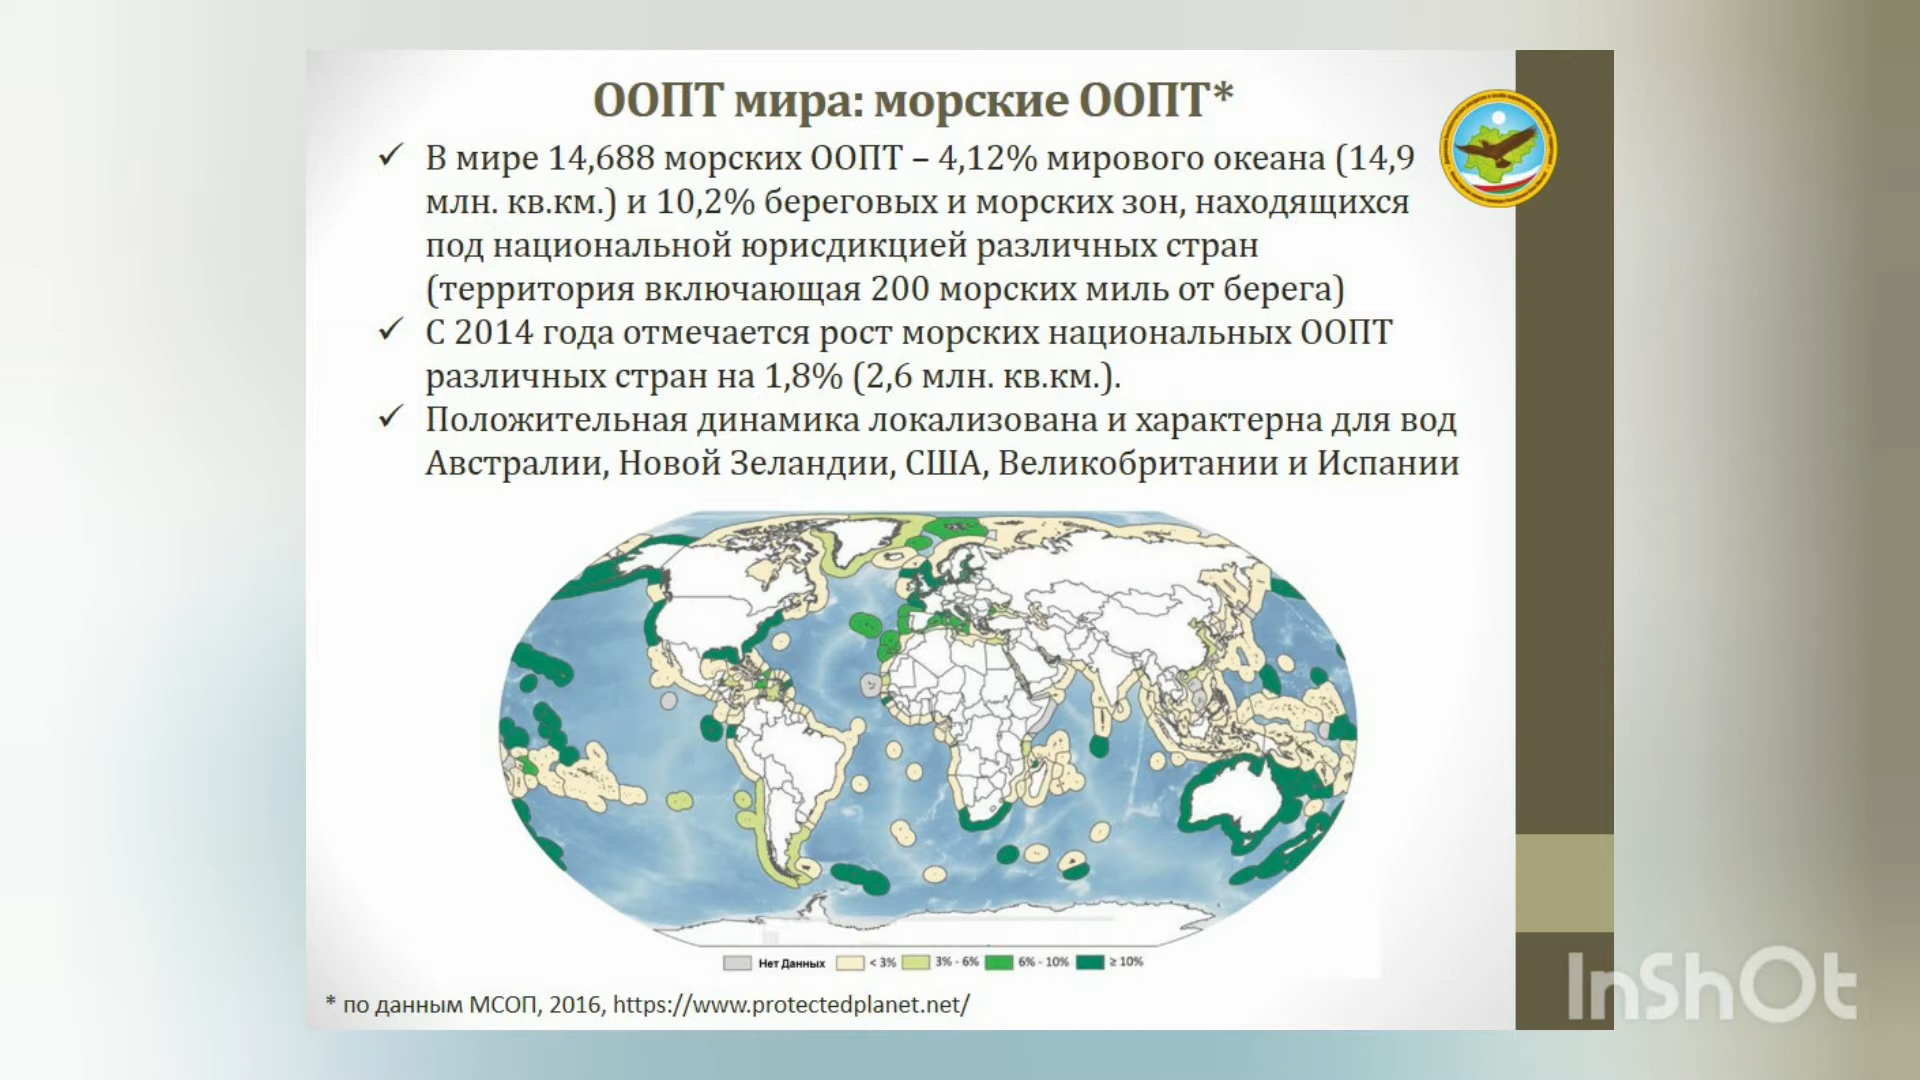 ООПТ мира: морские ООПТ*
✓ В мире 14,688 морских ООПТ – 4,12% мирового океана (14,9
млн. кв.км.) и 10,2% береговых и морских зон, находящихся
под национальной юрисдикцией различных стран
(территория включающая 200 морских миль от берега)
✓ С 2014 года отмечается рост морских национальных ООПТ
различных стран на 1,8% (2,6 млн. кв.км.).
✓ Положительная динамика локализована и характерна для вод
Австралии, Новой Зеландии, США, Великобритании и Испании
Нет Данных < 3% 3% - 6% 6% - 10% ≥ 10%
* по данным МСОП, 2016, https://www.protectedplanet.net/
InShOt